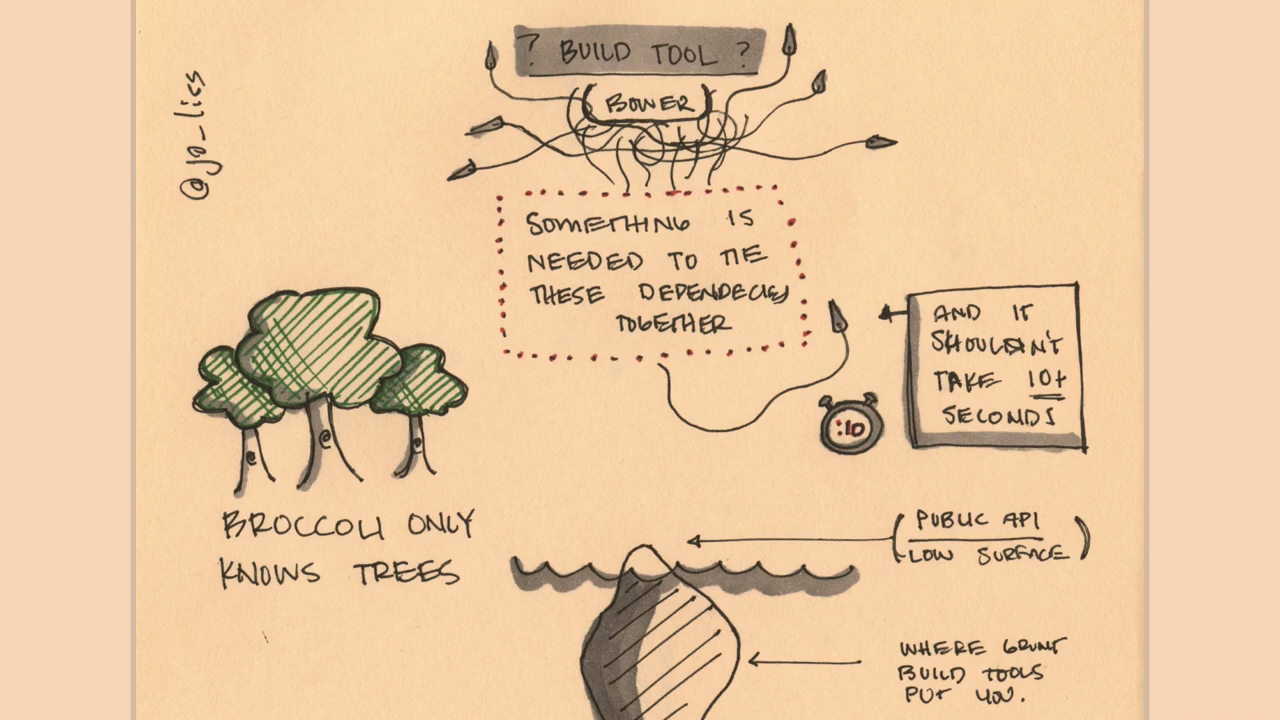 @jp_liss
? BUILD TOOL ?
BOWER
SOMETHING IS
NEEDED TO TIE
THESE DEPENDECIES
TOGETHER
AND IT
SHOULDN'T
TAKE 10+
SECONDS
:10
BROCCOLI ONLY
KNOWS TREES
PUBLIC API
LOW SURFACE
WHERE GRUNT
BUILD TOOLS
PUT YOU.